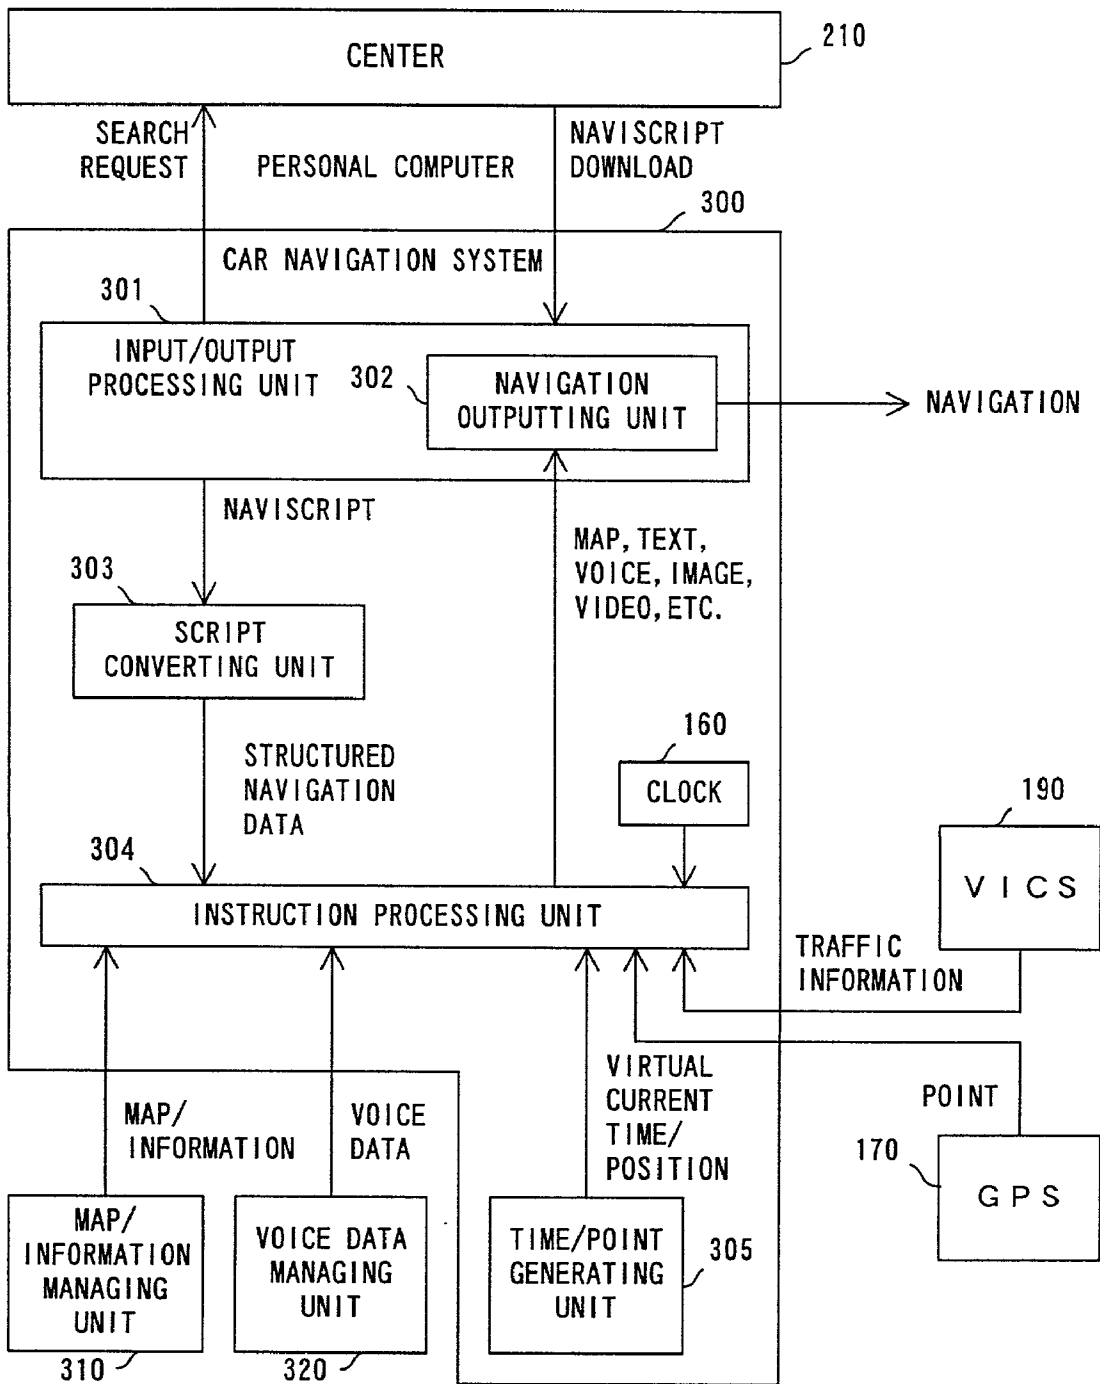 CENTER
210
SEARCH
REQUEST
PERSONAL COMPUTER
NAVISCRIPT
DOWNLOAD
300
CAR NAVIGATION SYSTEM
301
INPUT/OUTPUT
PROCESSING UNIT
302
NAVIGATION
OUTPUTTING UNIT
NAVIGATION
NAVISCRIPT
MAP, TEXT,
VOICE, IMAGE,
VIDEO, ETC.
303
SCRIPT
CONVERTING UNIT
STRUCTURED
NAVIGATION
DATA
160
CLOCK
190
VICS
304
INSTRUCTION PROCESSING UNIT
TRAFFIC
INFORMATION
MAP/
INFORMATION
VOICE
DATA
VIRTUAL
CURRENT
TIME/
POSITION
POINT
170
GPS
MAP/
INFORMATION
MANAGING
UNIT
310
VOICE DATA
MANAGING
UNIT
320
TIME/POINT
GENERATING
UNIT
305